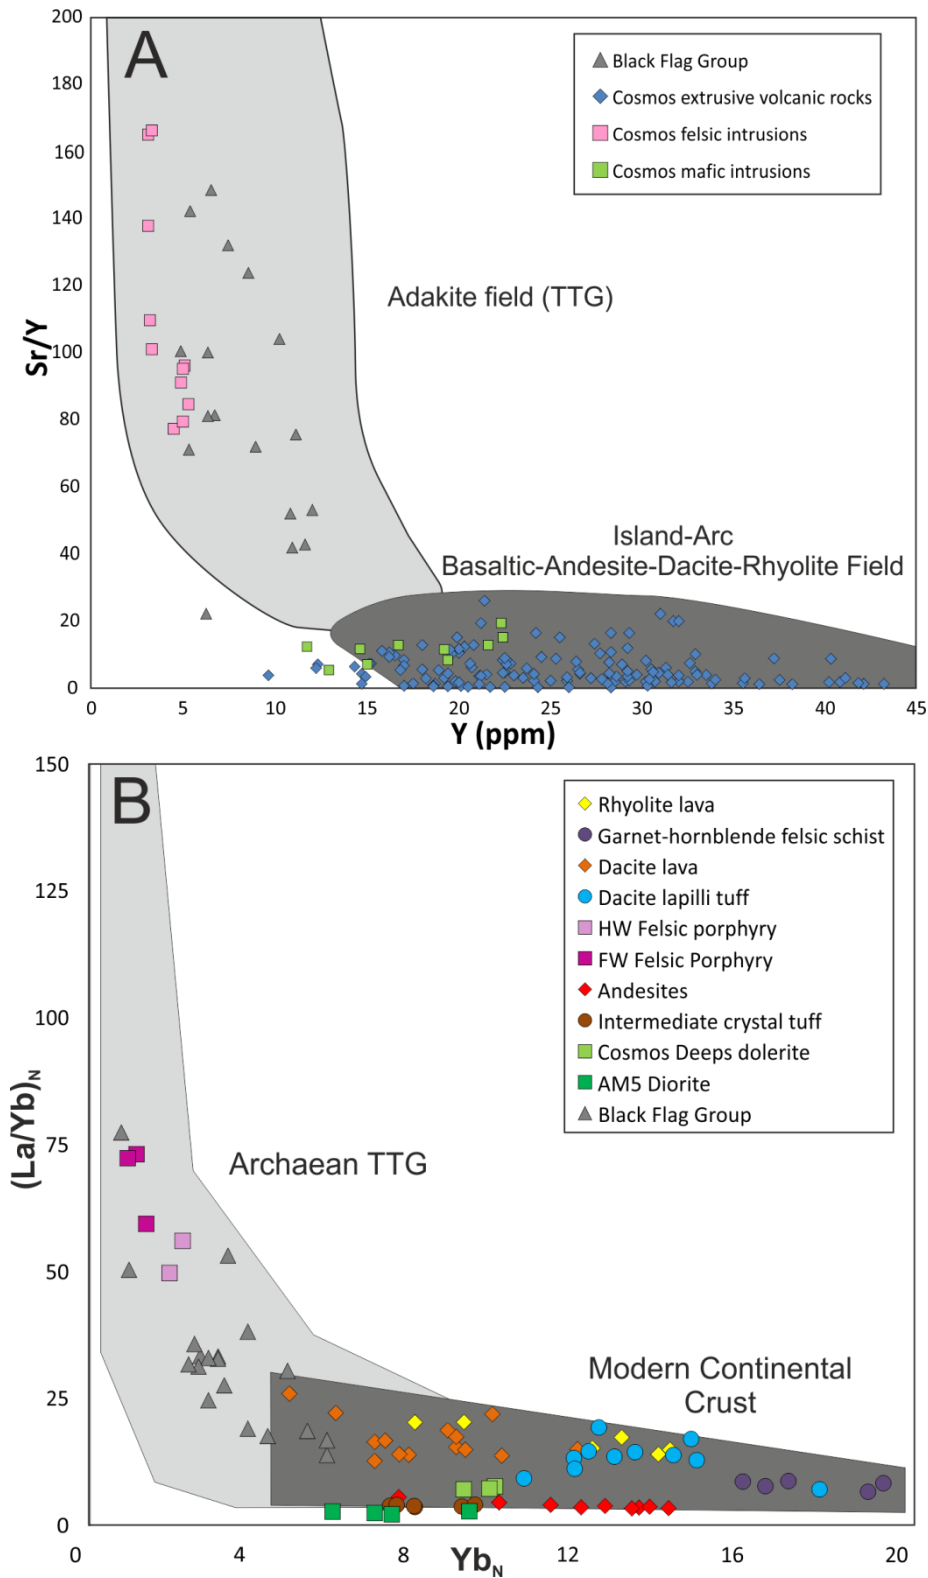 A
200
180
160
140
120
100
80
60
40
20
0
Sr/Y
Black Flag Group
Cosmos extrusive volcanic rocks
Cosmos felsic intrusions
Cosmos mafic intrusions
Adakite field (TTG)
Island-Arc
Basaltic-Andesite-Dacite-Rhyolite Field
0 5 10 15 20 25 30 35 40 45
Y (ppm)
B
150
125
100
75
50
25
0
(La/Yb)N
Rhyolite lava
Garnet-hornblende felsic schist
Dacite lava
Dacite lapilli tuff
HW Felsic porphyry
FW Felsic Porphyry
Andesites
Intermediate crystal tuff
Cosmos Deeps dolerite
AM5 Diorite
Black Flag Group
Archaean TTG
Modern Continental
Crust
0 4 8 12 16 20
YbN